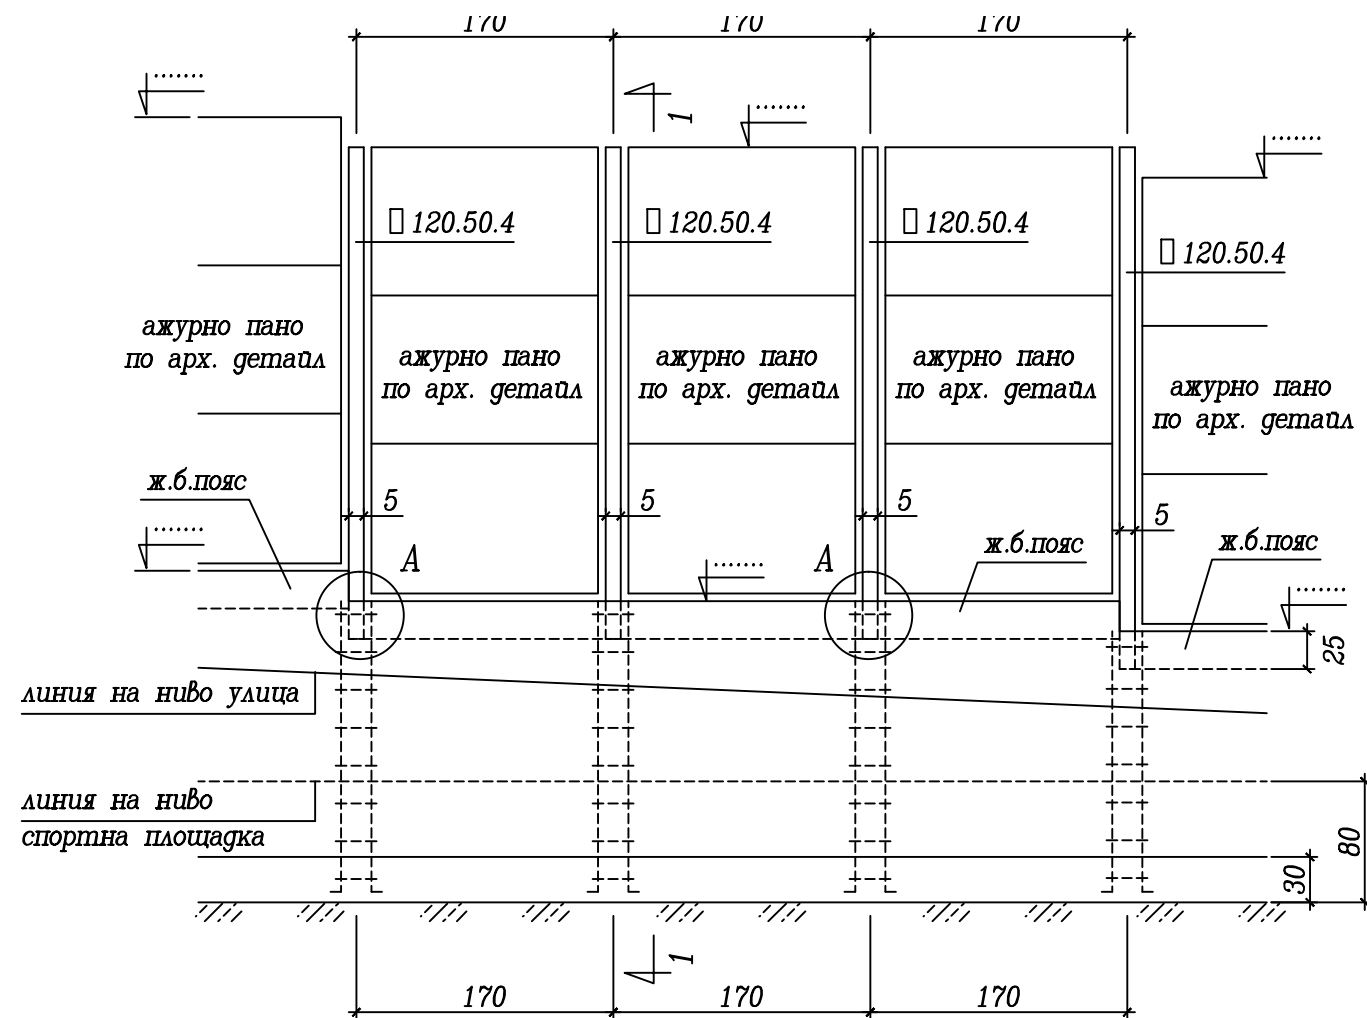 170 170 170
.......
1
.......
.......
120.50.4 120.50.4 120.50.4
120.50.4
ажурно пано
по арх. детайл
ажурно пано
по арх. детайл
ажурно пано
по арх. детайл
ажурно пано
по арх. детайл
ажурно пано
по арх. детайл
ж.б.пояс
5 5 5 5
.......
А А
ж.б.пояс
ж.б.пояс
.......
.......
25
линия на ниво улица
линия на ниво
спортна площадка
80
30
1
170 170 170